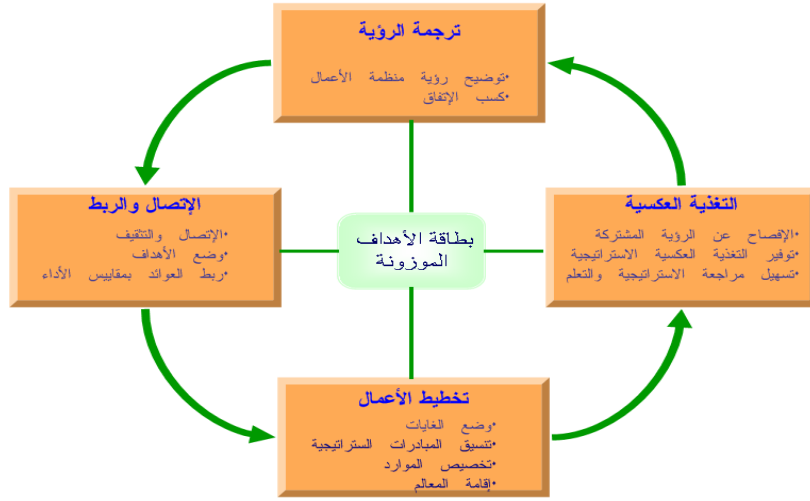 ترجمة الرؤية
•توضيح رؤية منظمة الأعمال
•كسب الإتفاق
التغذية العكسية
•الإفصاح عن الرؤية المشتركة
•توفير التغذية العكسية الاستراتيجية
•تسهيل مراجعة الاستراتيجية والتعلم
بطاقة الأهداف
الموزونة
الإتصال والربط
•الإتصال والتثقيف
•وضع الأهداف
•ربط العوائد بمقاييس الأداء
تخطيط الأعمال
•وضع الغايات
•تنسيق المبادرات الستراتيجية
•تخصيص الموارد
•إقامة المعالم